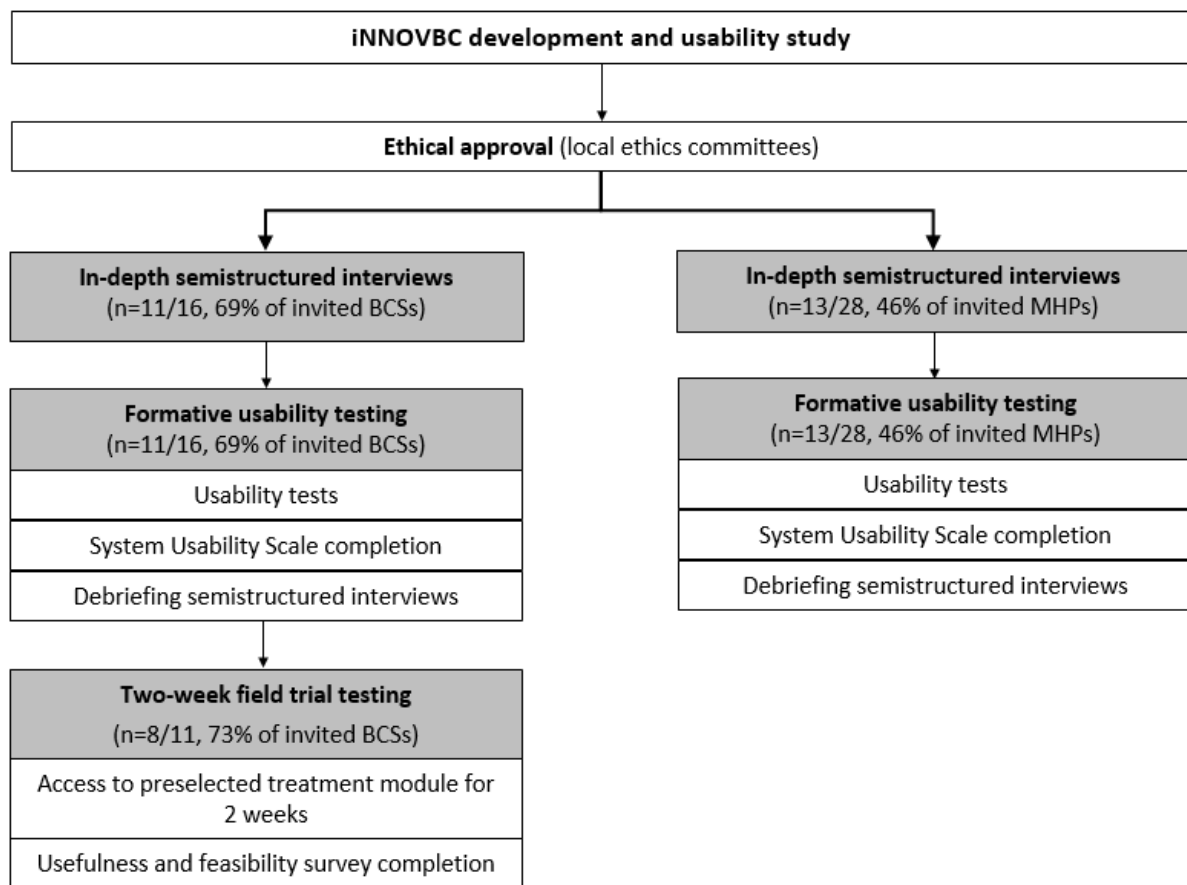 iNNOVBC development and usability study
Ethical approval (local ethics committees)
In-depth semistructured interviews
(n=11/16, 69% of invited BCSs)
Formative usability testing
(n=11/16, 69% of invited BCSs)
Usability tests
System Usability Scale completion
Debriefing semistructured interviews
Two-week field trial testing
(n=8/11, 73% of invited BCSs)
Access to preselected treatment module for
2 weeks
Usefulness and feasibility survey completion
In-depth semistructured interviews
(n=13/28, 46% of invited MHPs)
Formative usability testing
(n=13/28, 46% of invited MHPs)
Usability tests
System Usability Scale completion
Debriefing semistructured interviews